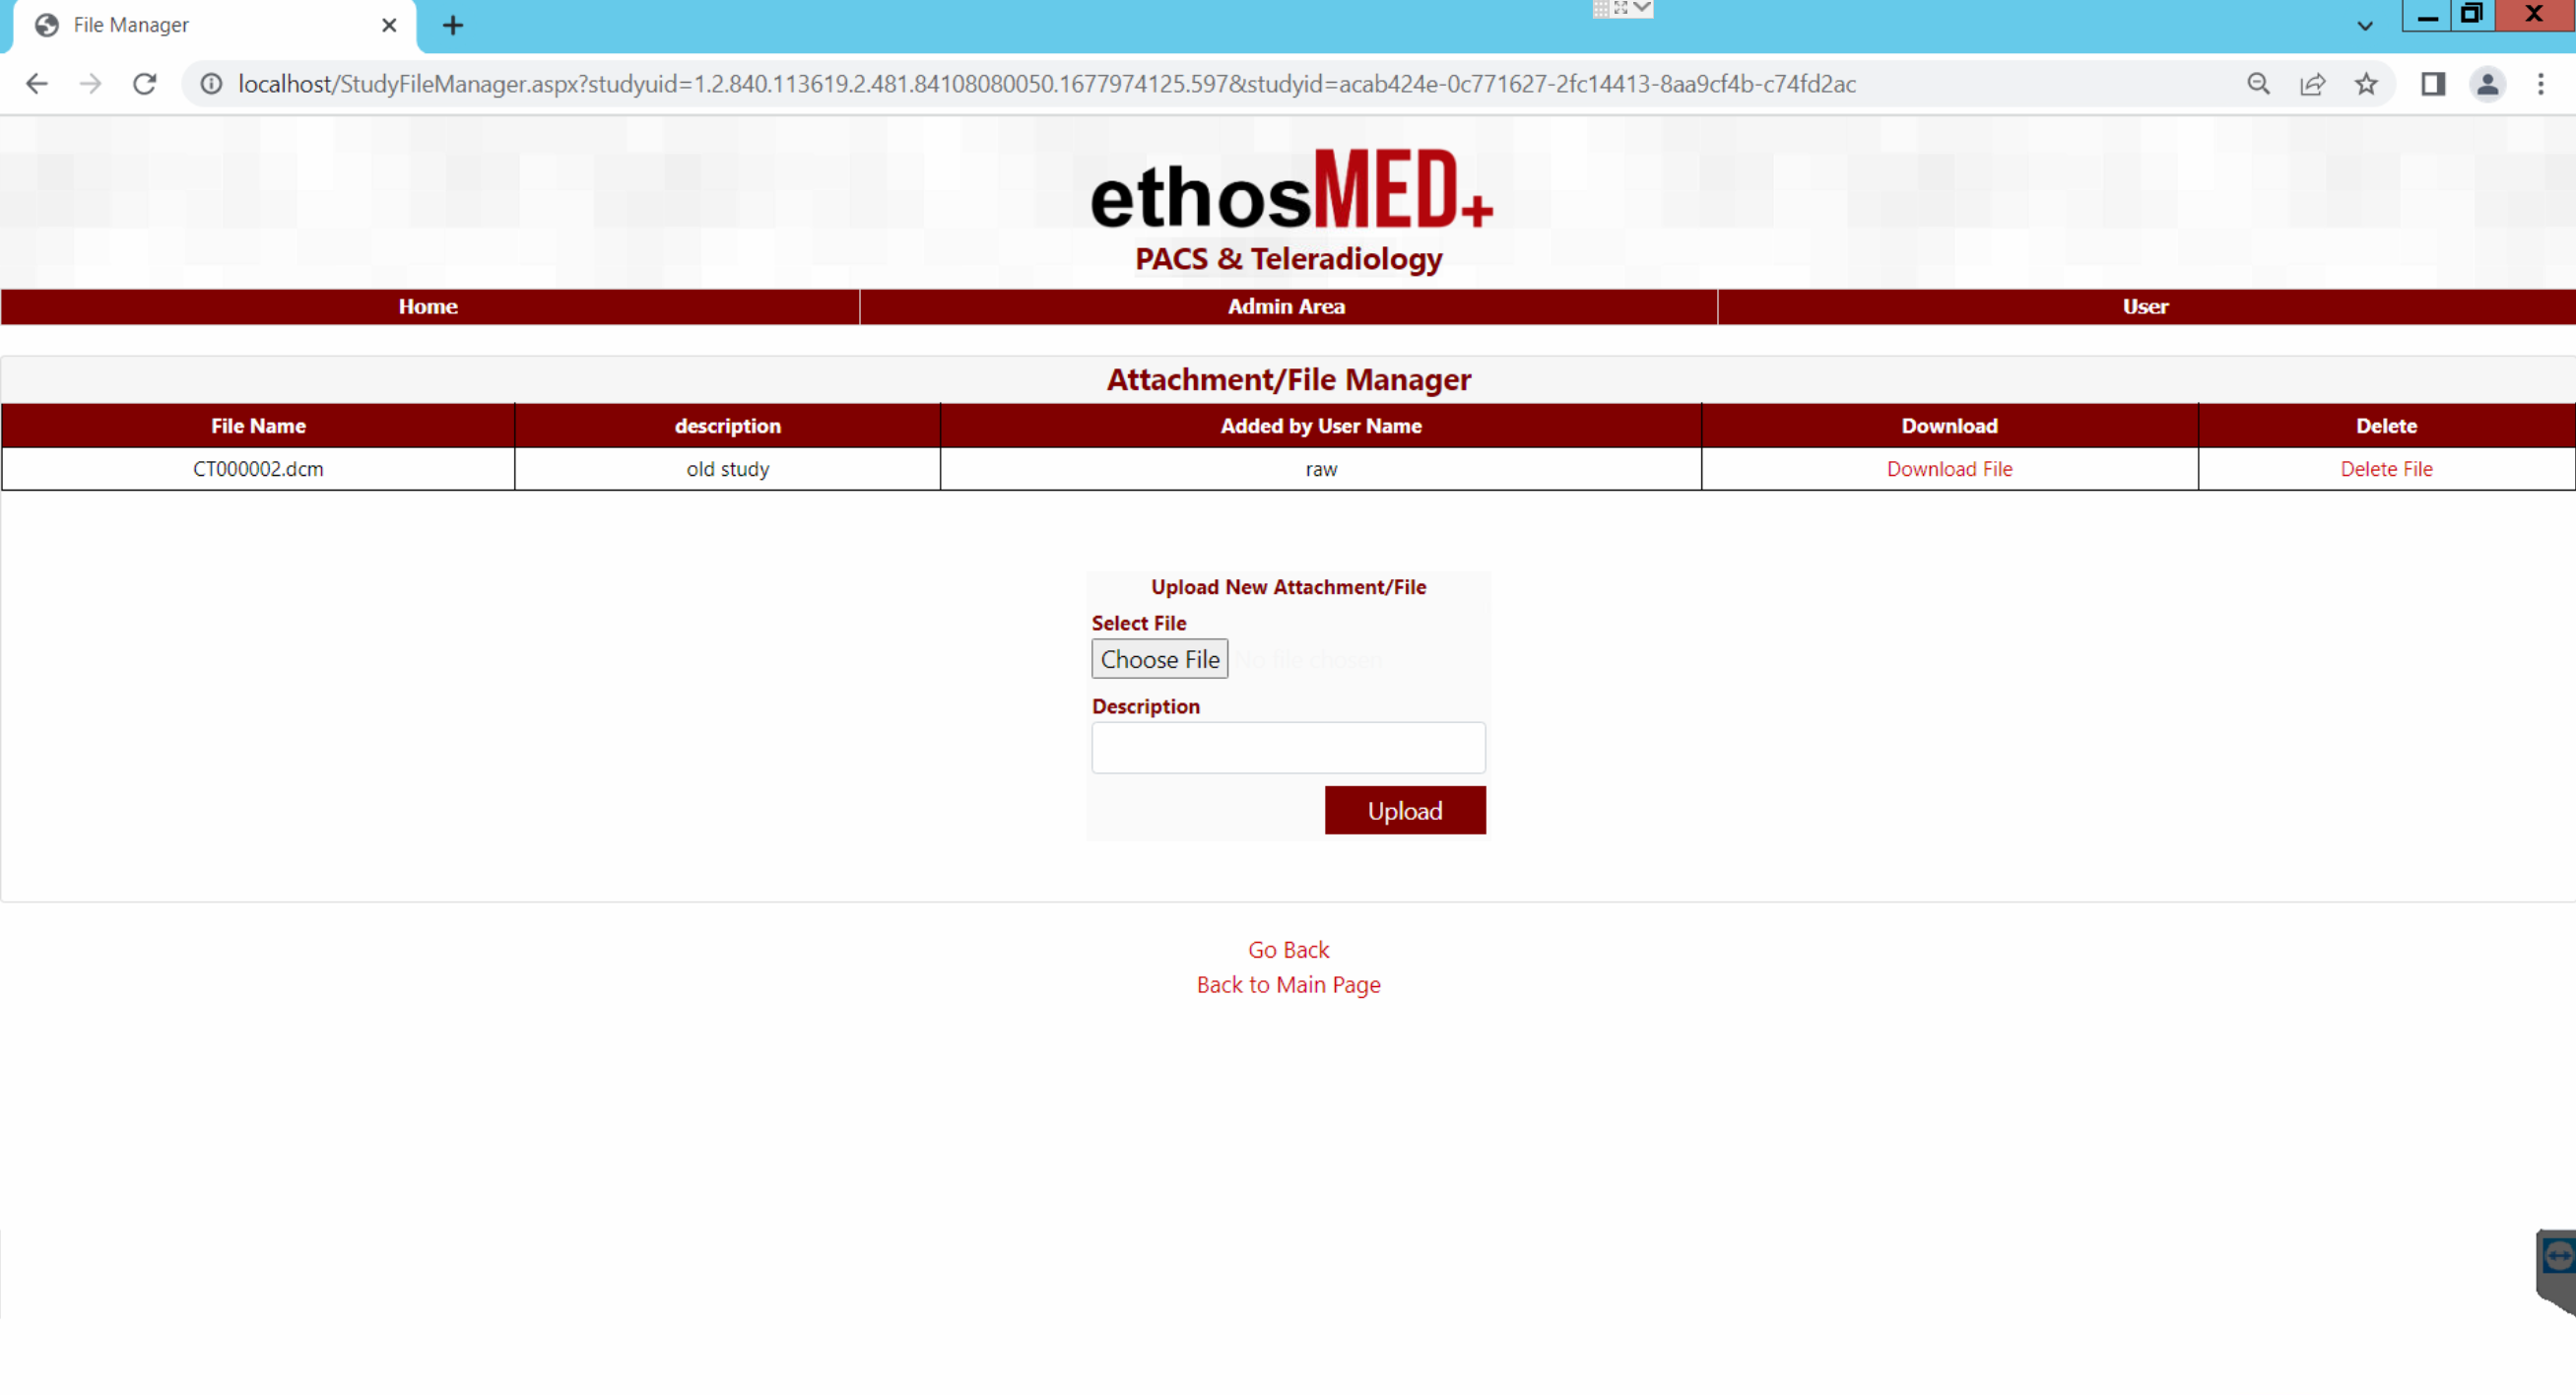 File Manager
localhost/StudyFileManager.aspx?studyuid=1.2.840.113619.2.481.84108080050.1677974125.597&studyid=acab424e-0c771627-2fc14413-8aa9cf4b-c74fd2ac
ethosMED+
PACS & Teleradiology
Home Admin Area User
Attachment/File Manager
File Name description Added by User Name Download Delete
CT000002.dcm old study raw Download File Delete File
Upload New Attachment/File
Select File
Choose File No file chosen
Description
Upload
Go Back
Back to Main Page